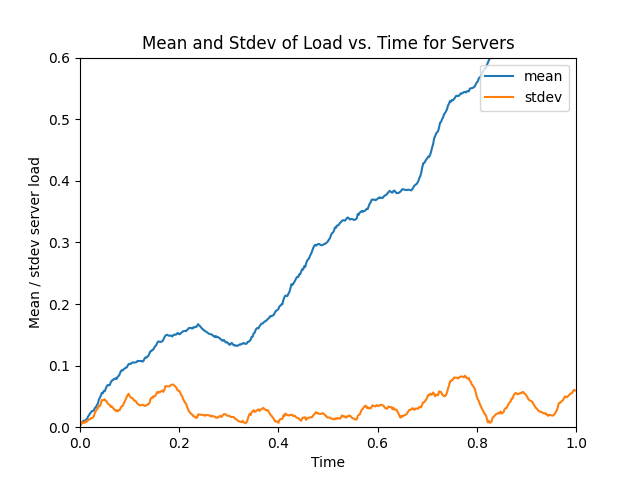 Mean and Stdev of Load vs. Time for Servers
mean
stdev
Mean / stdev server load
0.6
0.5
0.4
0.3
0.2
0.1
0.0
0.0 0.2 0.4 0.6 0.8 1.0
Time